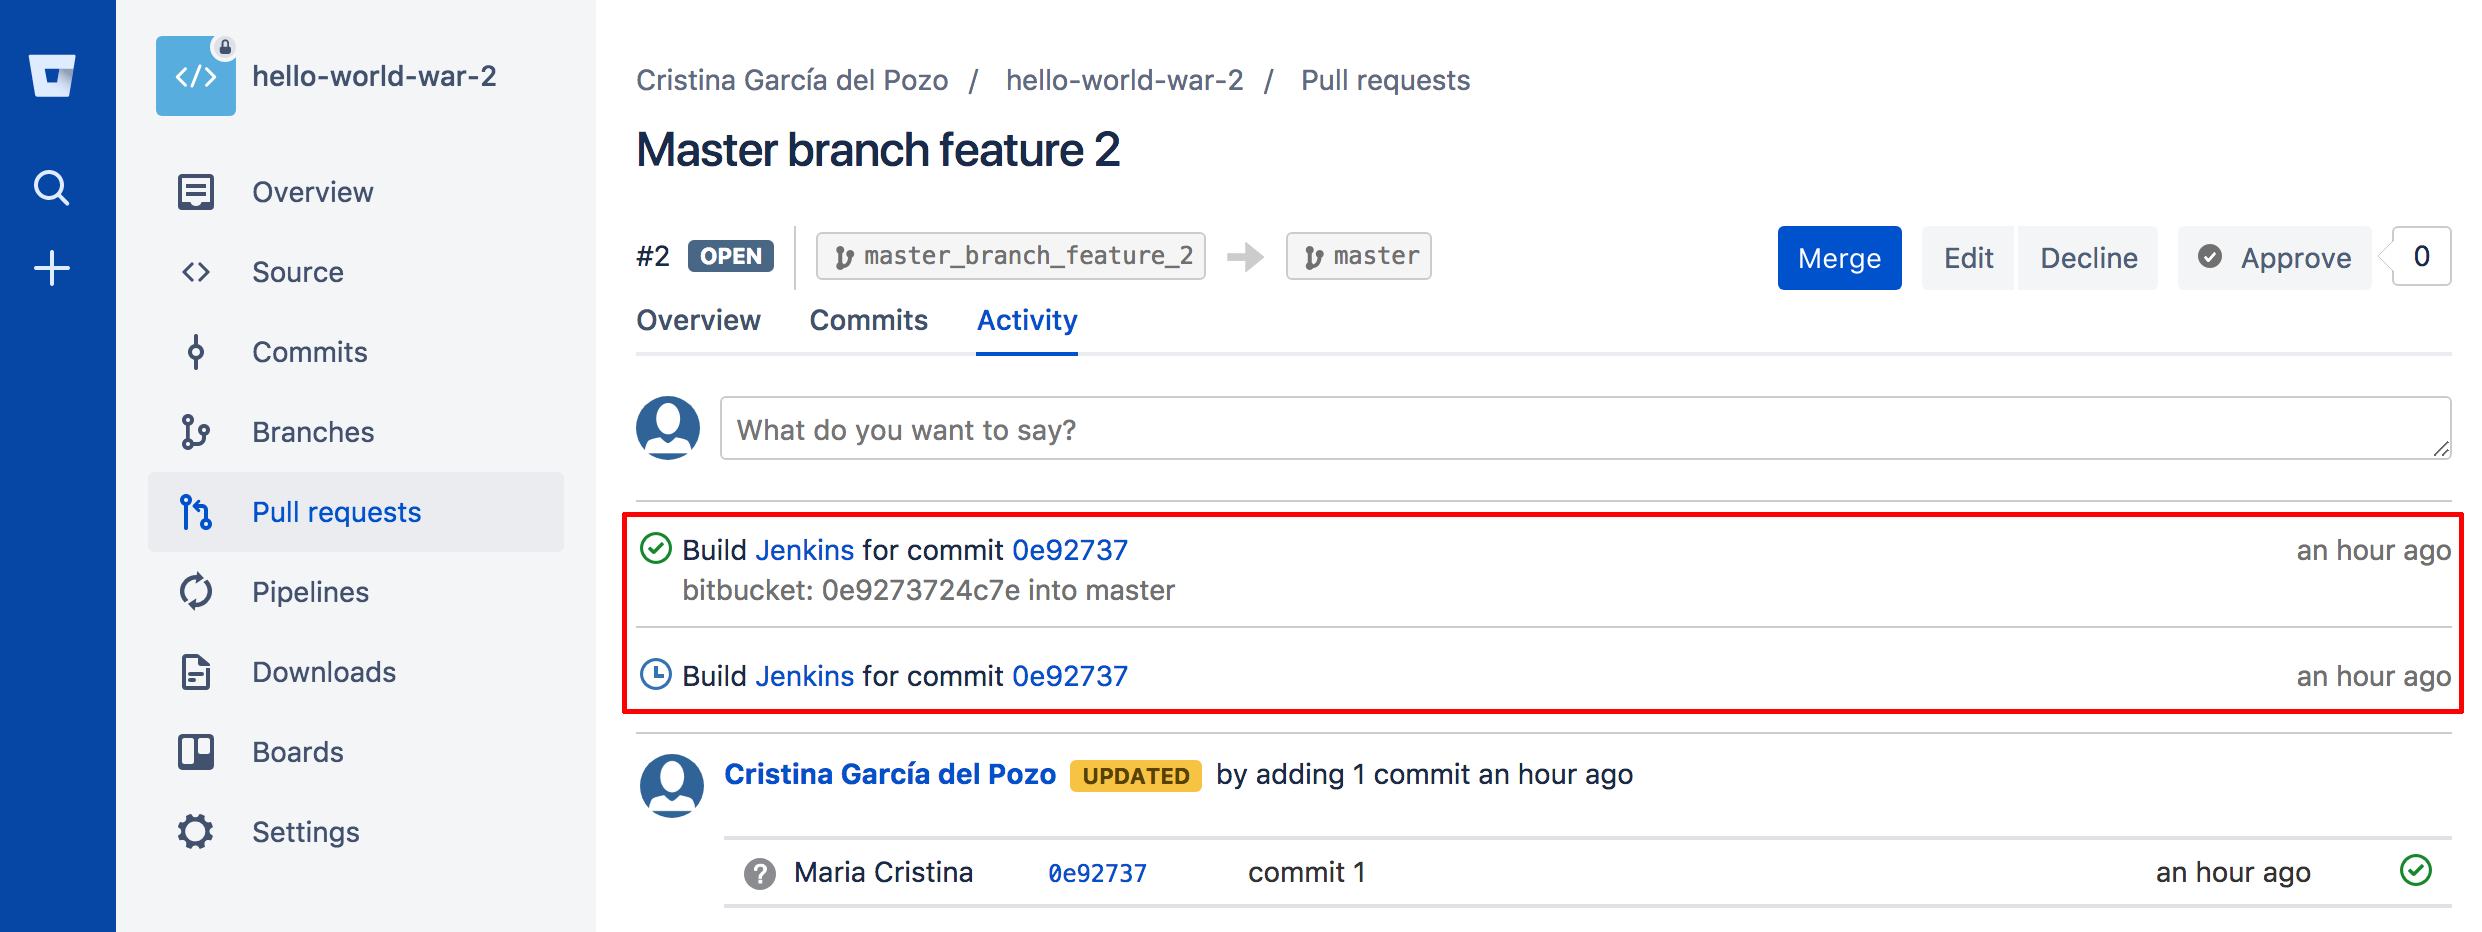 hello-world-war-2
Overview
Source
Commits
Branches
Pull requests
Pipelines
Downloads
Boards
Settings
Cristina García del Pozo / hello-world-war-2 / Pull requests
Master branch feature 2
#2 OPEN master_branch_feature_2 master Merge Edit Decline Approve 0
Overview Commits Activity
What do you want to say?
Build Jenkins for commit 0e92737 an hour ago
bitbucket: 0e9273724c7e into master
Build Jenkins for commit 0e92737 an hour ago
Cristina García del Pozo UPDATED by adding 1 commit an hour ago
Maria Cristina 0e92737 commit 1 an hour ago